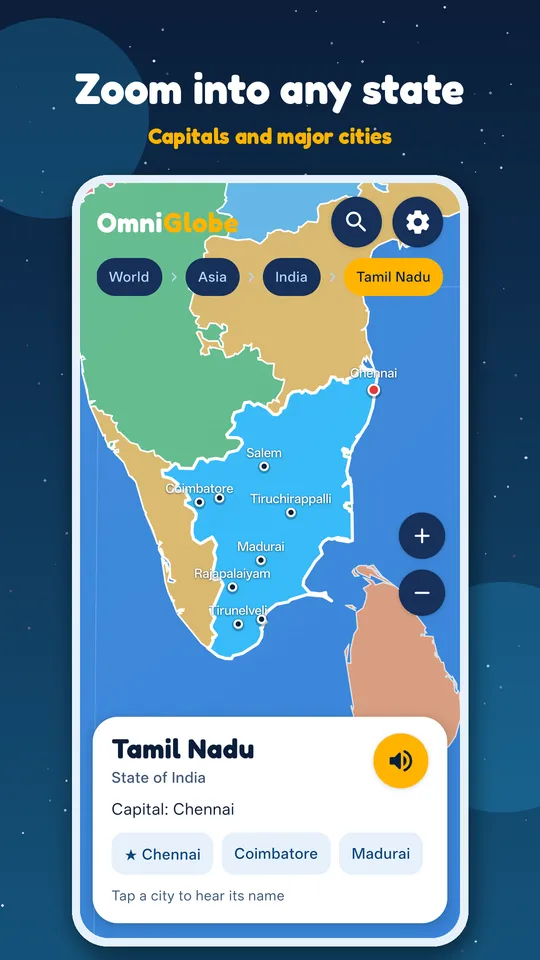 Zoom into any state
Capitals and major cities
OmniGlobe
World
Asia
India
Tamil Nadu
Chennai
Salem
Coimbatore
Tiruchirappalli
Madurai
Rajapalaiyam
Tirunelveli
+
−
Tamil Nadu
State of India
Capital: Chennai
★ Chennai
Coimbatore
Madurai
Tap a city to hear its name